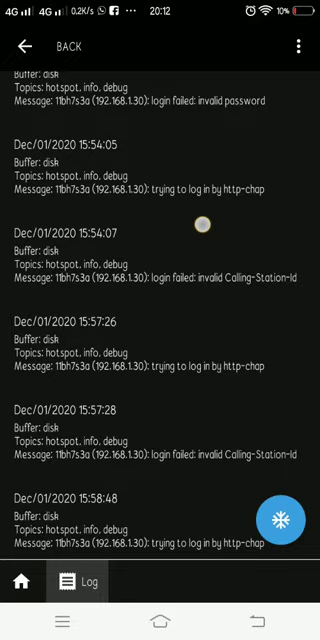 4G 4G 0,2K/s 20:12 10%
BACK
Buffer: disk
Topics: hotspot, info, debug
Message: 11bh7s3a (192.168.1.30): login failed: invalid password
Dec/01/2020 15:54:05
Buffer: disk
Topics: hotspot, info, debug
Message: 11bh7s3a (192.168.1.30): trying to log in by http-chap
Dec/01/2020 15:54:07
Buffer: disk
Topics: hotspot, info, debug
Message: 11bh7s3a (192.168.1.30): login failed: invalid Calling-Station-Id
Dec/01/2020 15:57:26
Buffer: disk
Topics: hotspot, info, debug
Message: 11bh7s3a (192.168.1.30): trying to log in by http-chap
Dec/01/2020 15:57:28
Buffer: disk
Topics: hotspot, info, debug
Message: 11bh7s3a (192.168.1.30): login failed: invalid Calling-Station-Id
Dec/01/2020 15:58:48
Buffer: disk
Topics: hotspot, info, debug
Message: 11bh7s3a (192.168.1.30): trying to log in by http-chap
Log